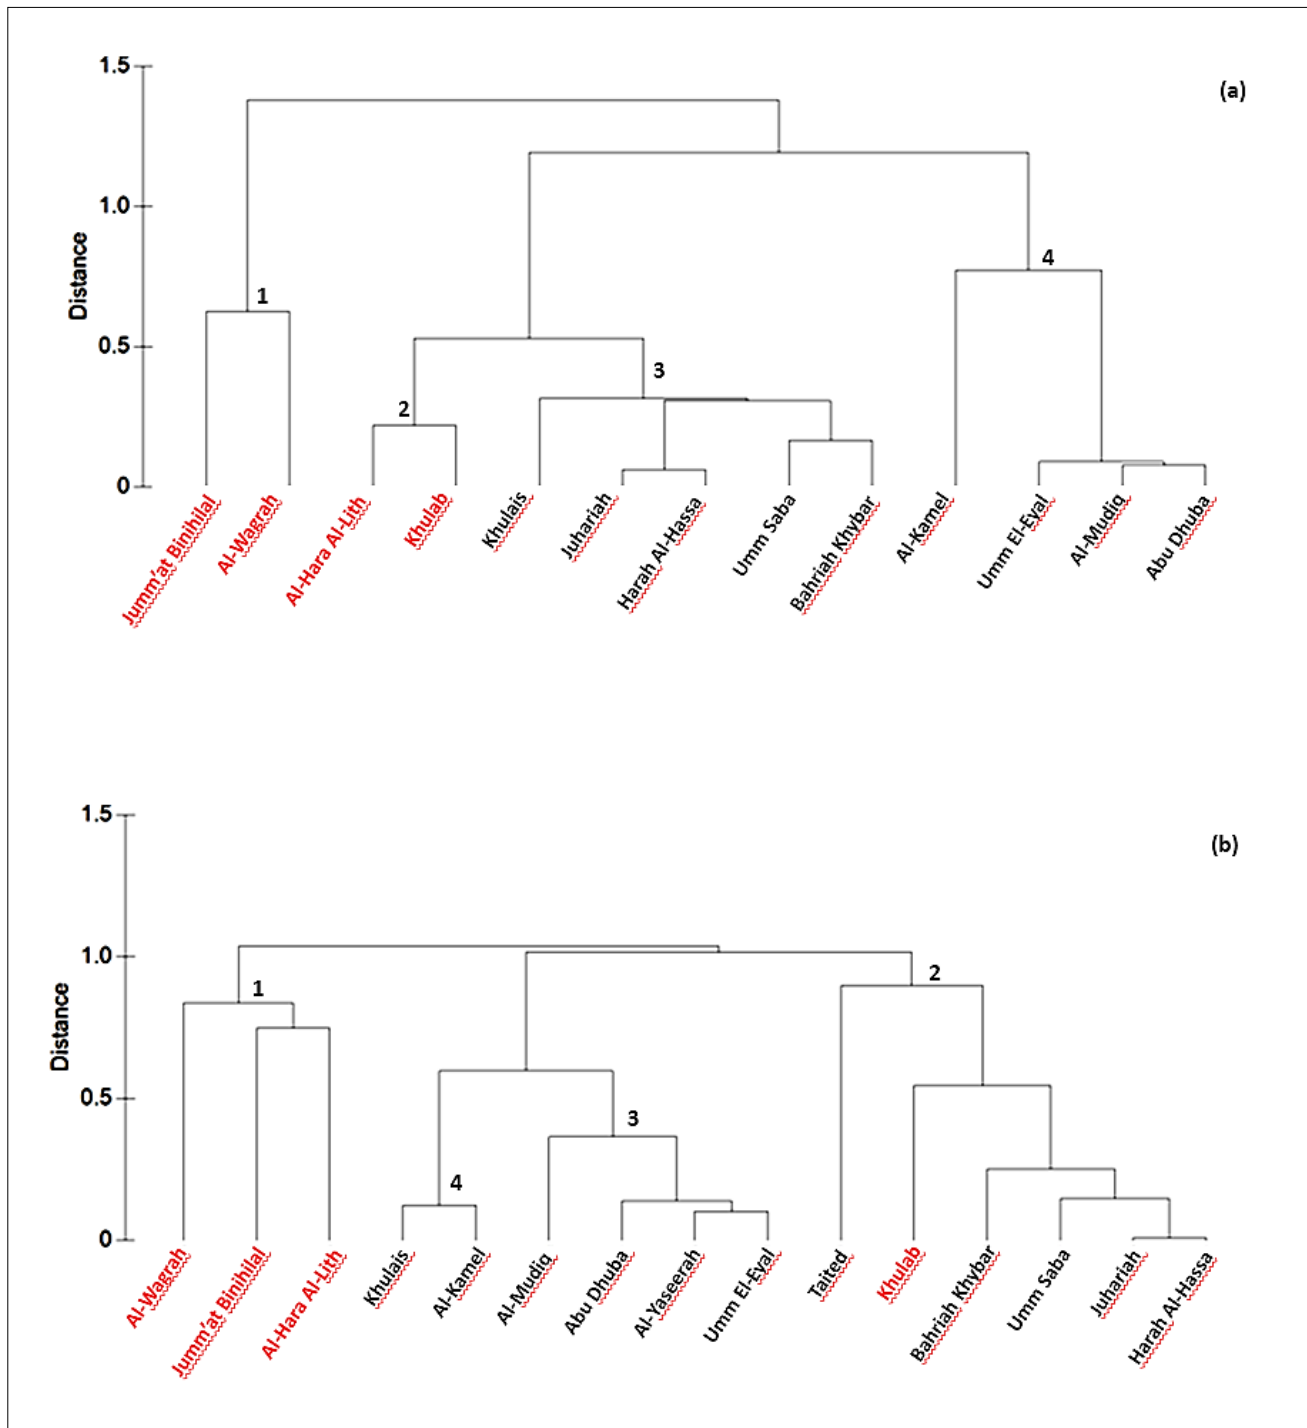 (a)
1.5
1.0
0.5
0
Distance
1
2
3
4
Jumm'at Binihilal
Al-Wagrah
Al-Hara Al-Lith
Khulab
Khulais
Juhariah
Harah Al-Hassa
Umm Saba
Bahriah Khybar
Al-Kamel
Umm El-Eyal
Al-Mudiq
Abu Dhuba
(b)
1.5
1.0
0.5
0
Distance
1
2
3
4
Al-Wagrah
Jumm'at Binihilal
Al-Hara Al-Lith
Khulais
Al-Kamel
Al-Mudiq
Abu Dhuba
Al-Yaseerah
Umm El-Eyal
Taited
Khulab
Bahriah Khybar
Umm Saba
Juhariah
Harah Al-Hassa